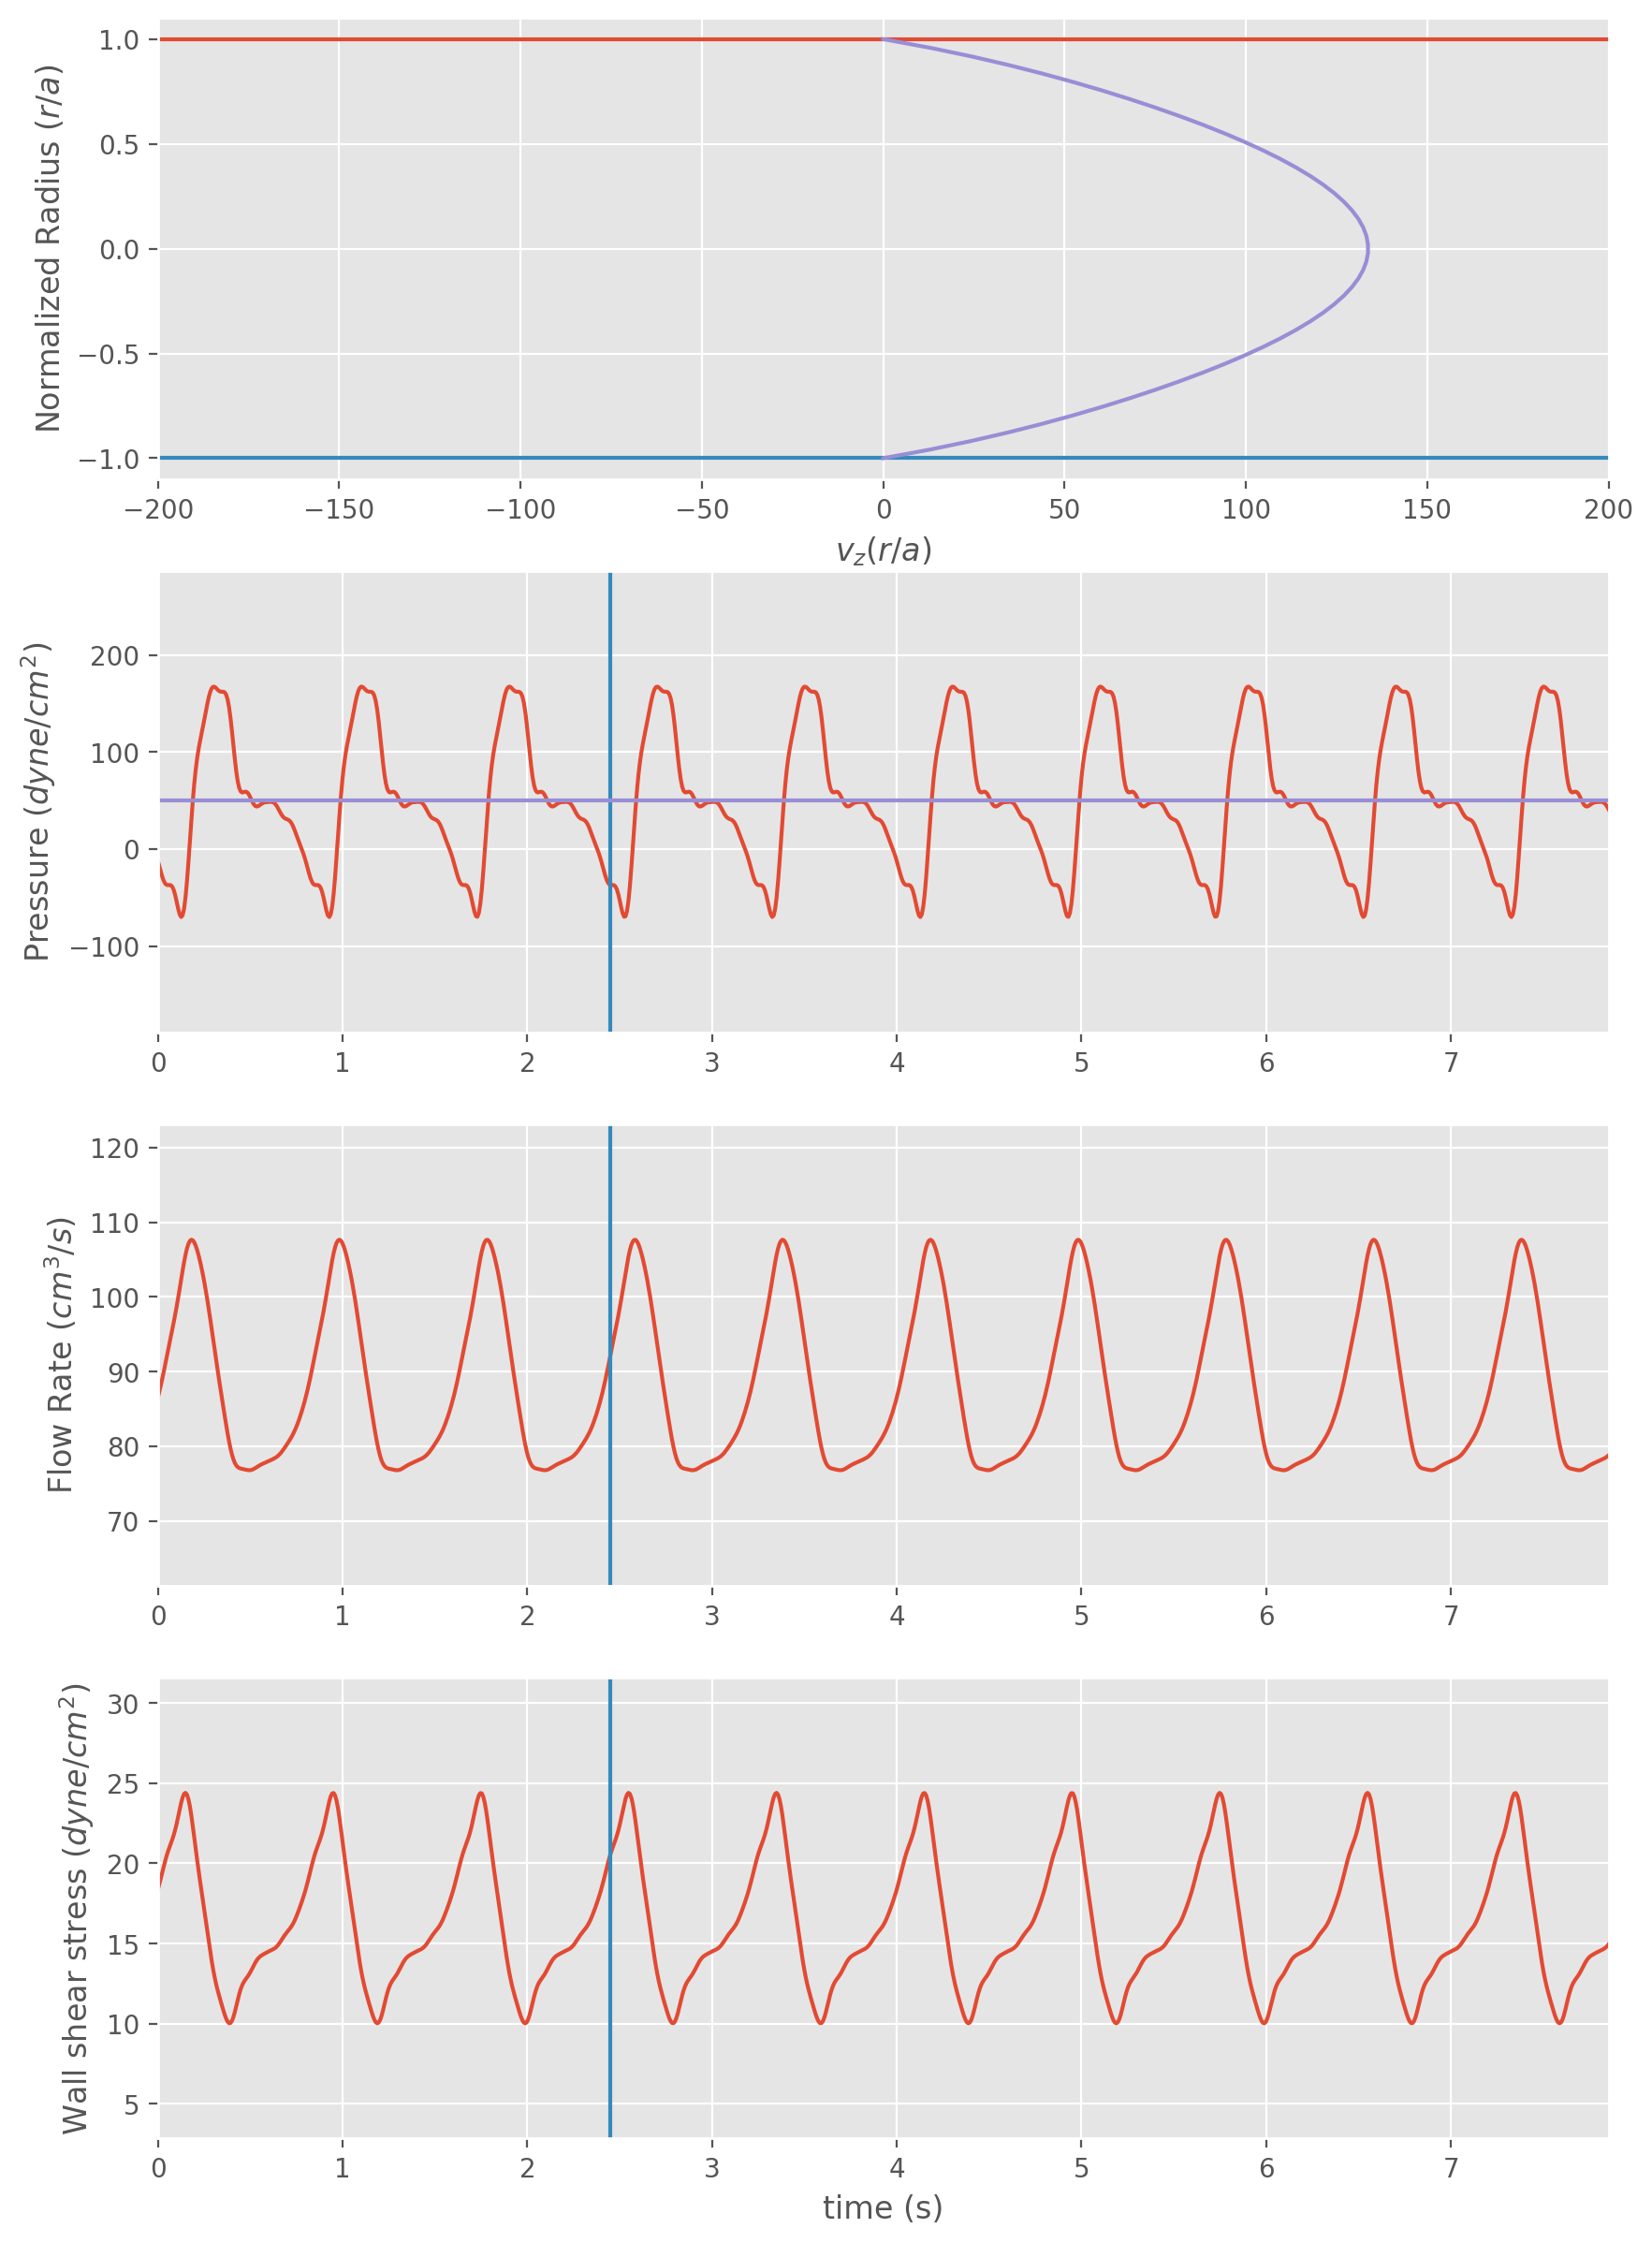 Normalized Radius (r/a)
1.0
0.5
0.0
−0.5
−1.0
−200 −150 −100 −50 0 50 100 150 200
v_z(r/a)
Pressure (dyne/cm²)
200
100
0
−100
0 1 2 3 4 5 6 7
Flow Rate (cm³/s)
120
110
100
90
80
70
0 1 2 3 4 5 6 7
Wall shear stress (dyne/cm²)
30
25
20
15
10
5
0 1 2 3 4 5 6 7
time (s)